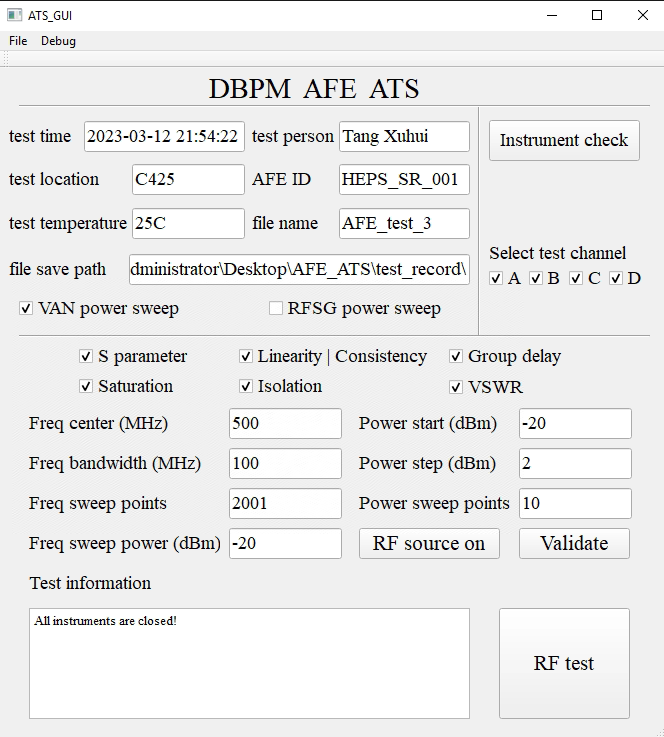 ATS_GUI
File Debug
DBPM AFE ATS
test time 2023-03-12 21:54:22 test person Tang Xuhui
Instrument check
test location C425 AFE ID HEPS_SR_001
test temperature 25C file name AFE_test_3
Select test channel
file save path dministrator\Desktop\AFE_ATS\test_record\
A B C D
VAN power sweep RFSG power sweep
S parameter Linearity | Consistency Group delay
Saturation Isolation VSWR
Freq center (MHz) 500 Power start (dBm) -20
Freq bandwidth (MHz) 100 Power step (dBm) 2
Freq sweep points 2001 Power sweep points 10
Freq sweep power (dBm) -20 RF source on Validate
Test information
All instruments are closed!
RF test